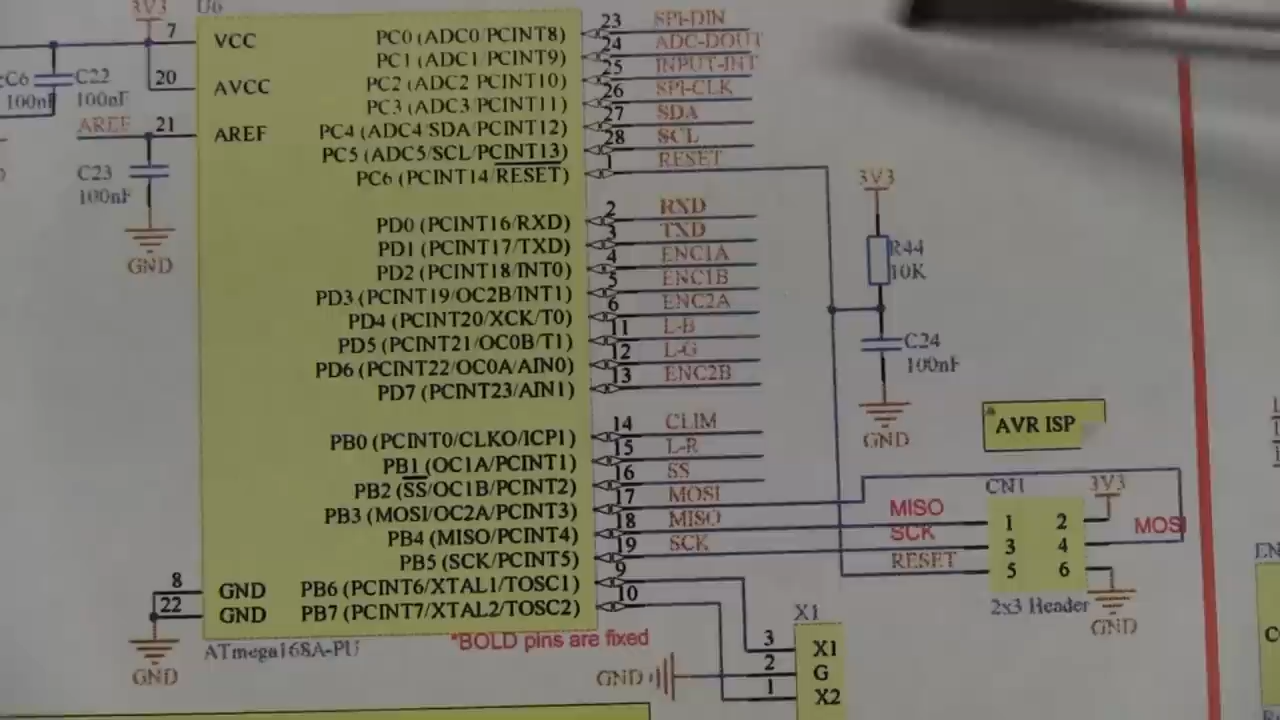 3V3
U6
7 VCC
20 AVCC
C6 C22
100nF 100nF
AREF 21 AREF
C23
100nF
GND
PC0 (ADC0/PCINT8) 23 SPI-DIN
PC1 (ADC1/PCINT9) 24 ADC-DOUT
PC2 (ADC2 PCINT10) 25 INPUT-INT
PC3 (ADC3/PCINT11) 26 SPI-CLK
PC4 (ADC4 SDA/PCINT12) 27 SDA
PC5 (ADC5/SCL/PCINT13) 28 SCL
PC6 (PCINT14/RESET) 1 RESET
PD0 (PCINT16/RXD) 2 RXD
PD1 (PCINT17/TXD) 3 TXD
PD2 (PCINT18/INT0) 4 ENC1A
PD3 (PCINT19/OC2B/INT1) 5 ENC1B
PD4 (PCINT20/XCK/T0) 6 ENC2A
PD5 (PCINT21/OC0B/T1) 11 L-B
PD6 (PCINT22/OC0A/AIN0) 12 L-G
PD7 (PCINT23/AIN1) 13 ENC2B
PB0 (PCINT0/CLKO/ICP1) 14 CLIM
PB1 (OC1A/PCINT1) 15 L-R
PB2 (SS/OC1B/PCINT2) 16 SS
PB3 (MOSI/OC2A/PCINT3) 17 MOSI
PB4 (MISO/PCINT4) 18 MISO
PB5 (SCK/PCINT5) 19 SCK
PB6 (PCINT6/XTAL1/TOSC1) 9
PB7 (PCINT7/XTAL2/TOSC2) 10
8 GND
22 GND
GND
ATmega168A-PU
*BOLD pins are fixed
3V3
R44
10K
C24
100nF
GND
AVR ISP
CN1 3V3
MISO 1 2
SCK 3 4 MOSI
RESET 5 6
2x3 Header
GND
X1
3 X1
GND 2 G
1 X2